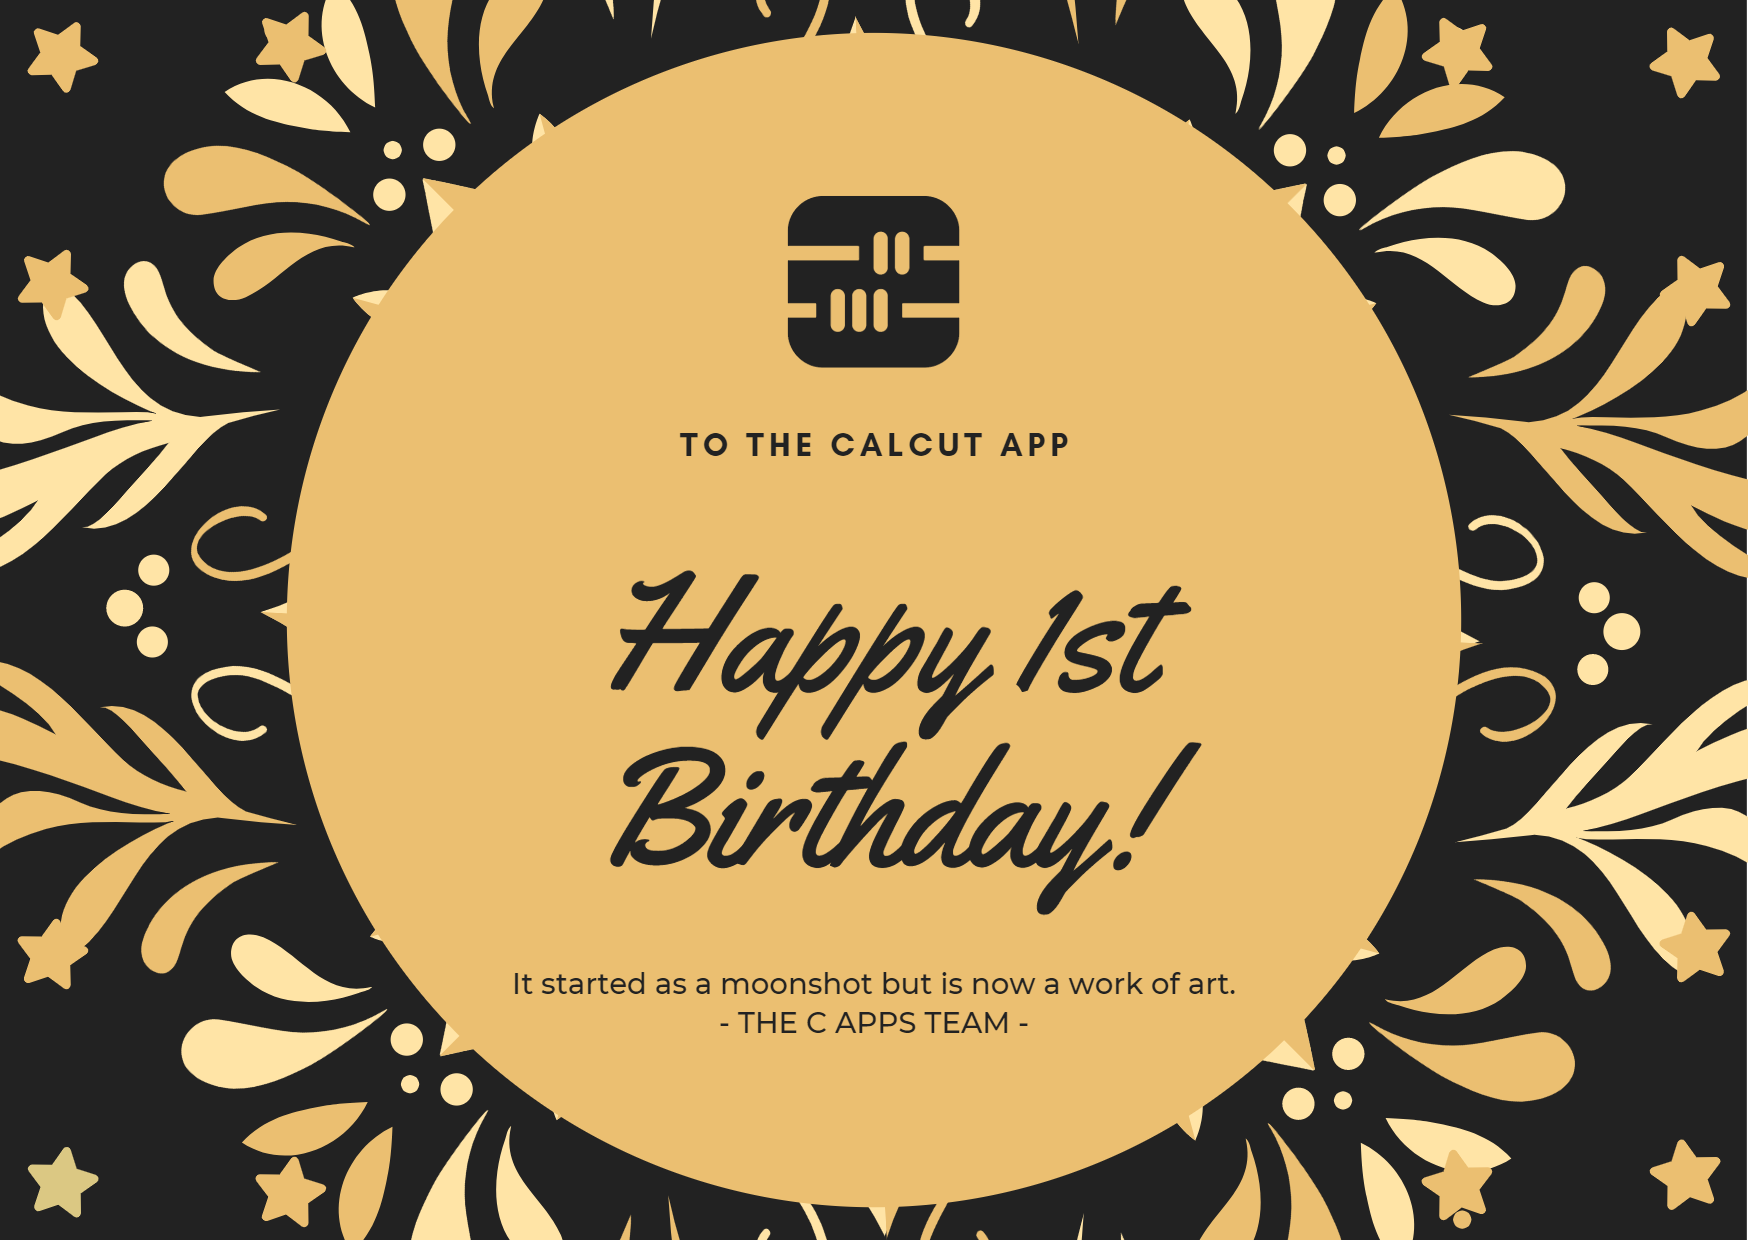 TO THE CALCUT APP
Happy 1st
Birthday!
It started as a moonshot but is now a work of art.
- THE C APPS TEAM -